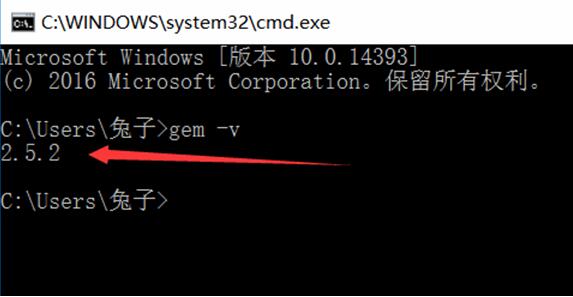 C:\WINDOWS\system32\cmd.exe
Microsoft Windows [版本 10.0.14393]
(c) 2016 Microsoft Corporation。保留所有权利。
C:\Users\兔子>gem -v
2.5.2
C:\Users\兔子>